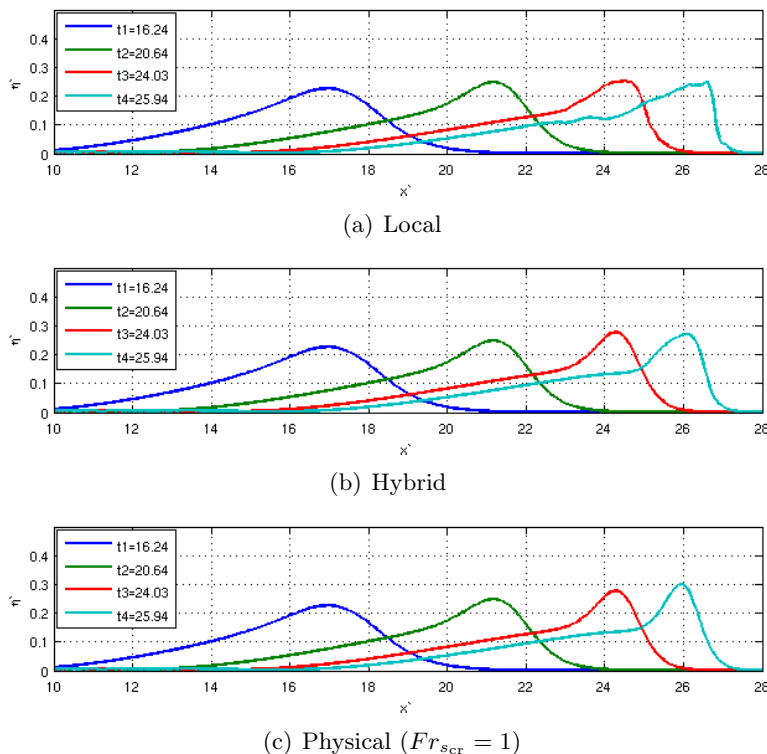 0.4
0.3
0.2
0.1
0
η`
t1=16.24
t2=20.64
t3=24.03
t4=25.94
10 12 14 16 18 20 22 24 26 28
x`
(a) Local
0.4
0.3
0.2
0.1
0
η`
t1=16.24
t2=20.64
t3=24.03
t4=25.94
10 12 14 16 18 20 22 24 26 28
x`
(b) Hybrid
0.4
0.3
0.2
0.1
0
η`
t1=16.24
t2=20.64
t3=24.03
t4=25.94
10 12 14 16 18 20 22 24 26 28
x`
(c) Physical (Fr_{s_{cr}} = 1)